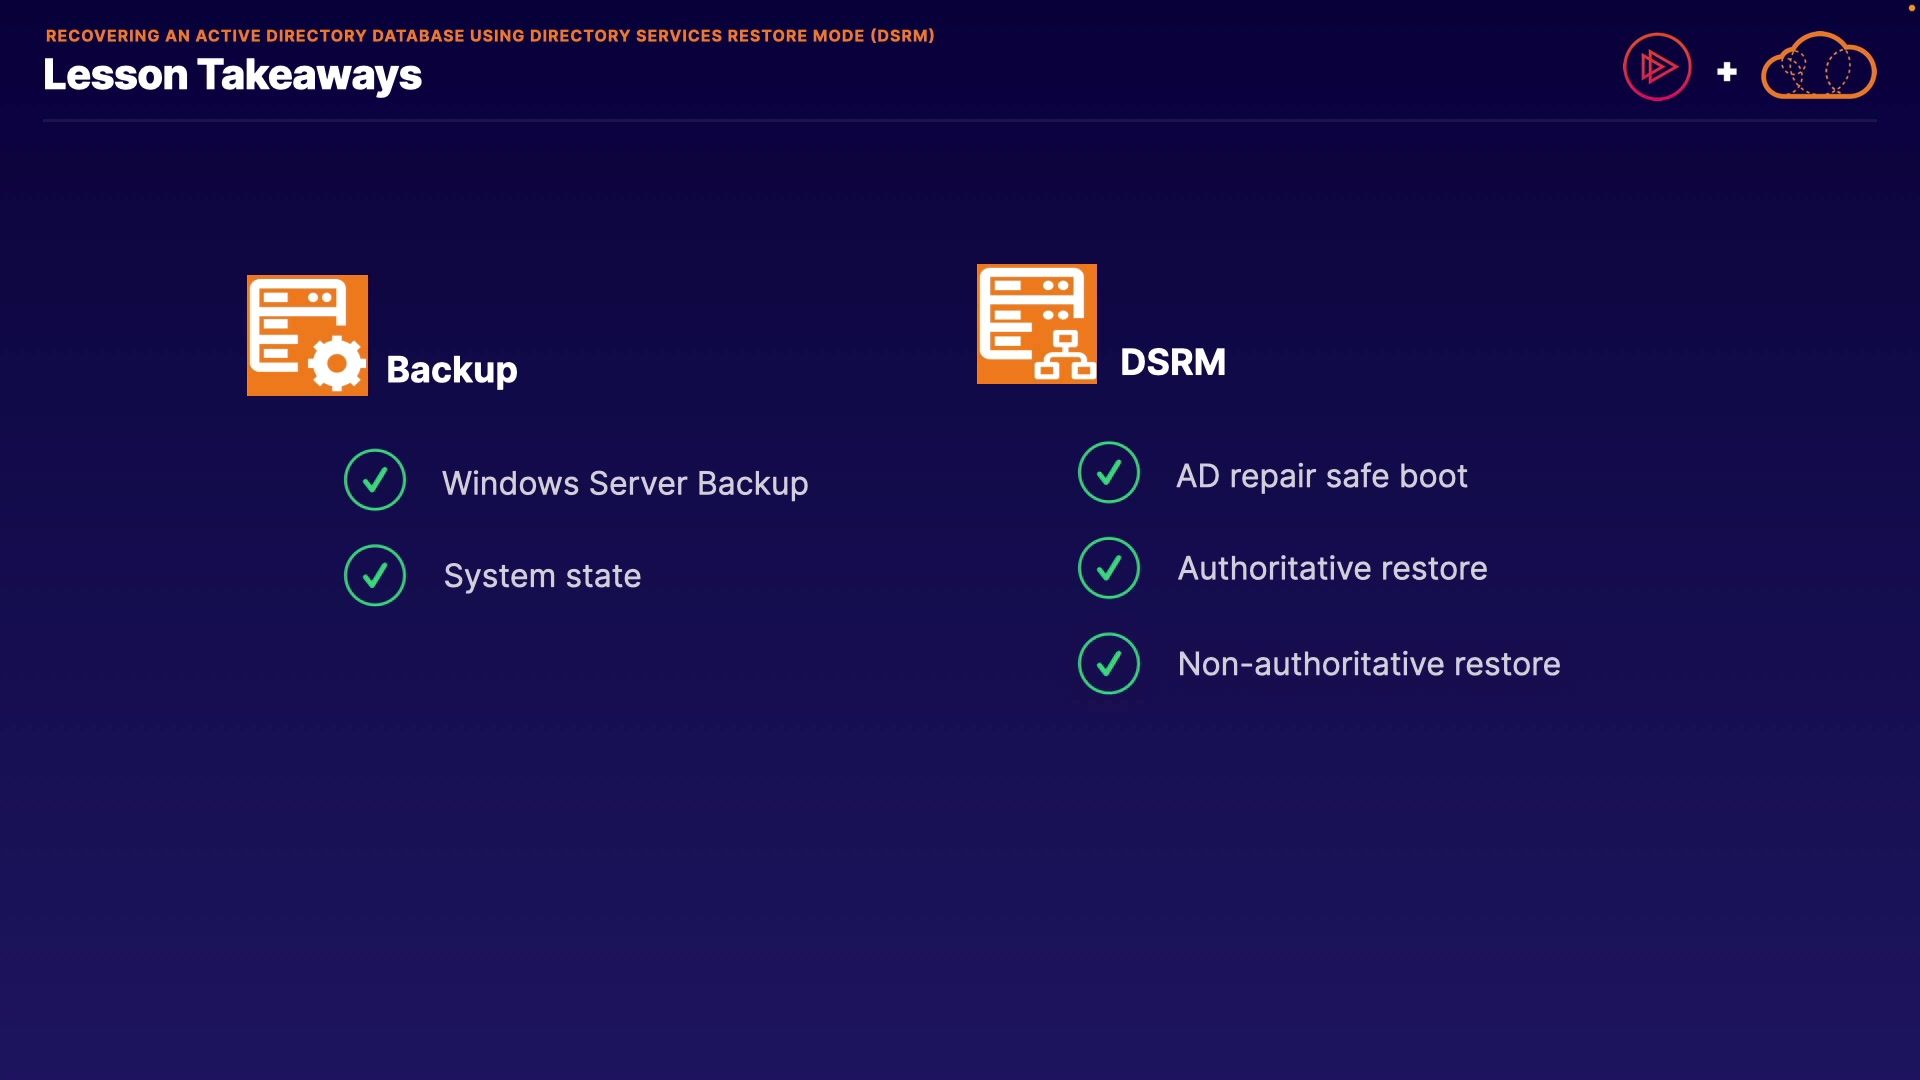 RECOVERING AN ACTIVE DIRECTORY DATABASE USING DIRECTORY SERVICES RESTORE MODE (DSRM)
Lesson Takeaways
Backup
Windows Server Backup
System state
DSRM
AD repair safe boot
Authoritative restore
Non-authoritative restore